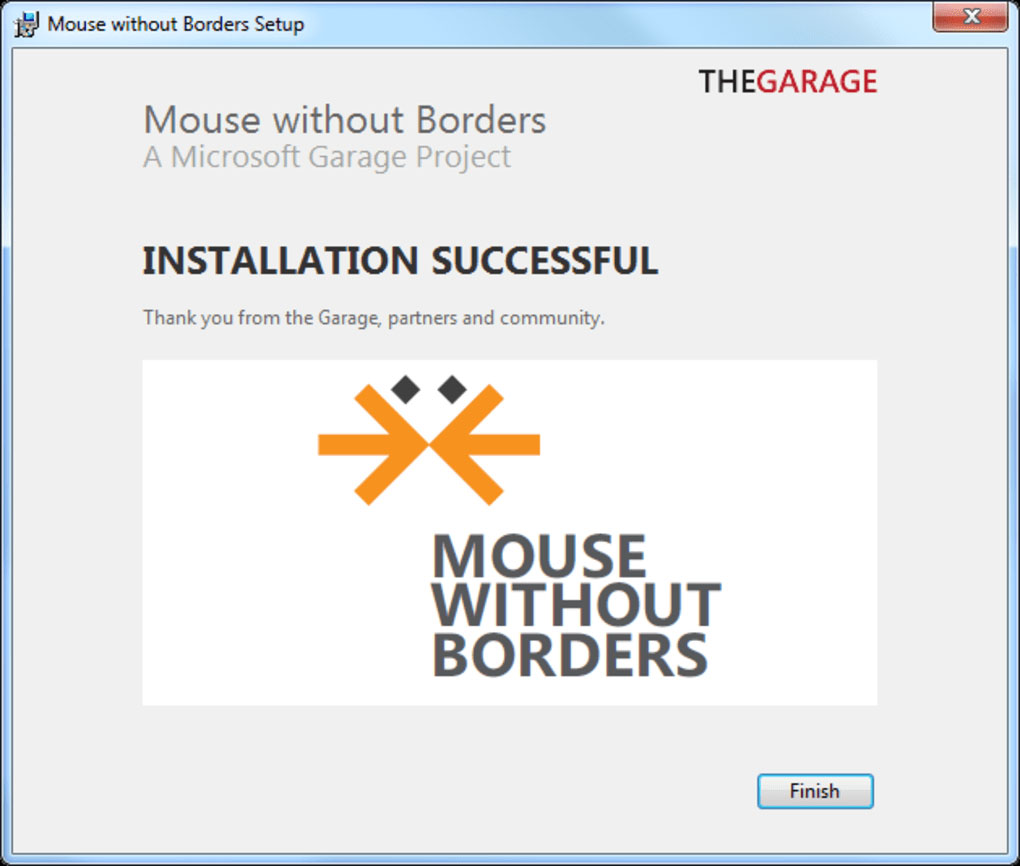 Mouse without Borders Setup
THEGARAGE
Mouse without Borders
A Microsoft Garage Project
INSTALLATION SUCCESSFUL
Thank you from the Garage, partners and community.
MOUSE
WITHOUT
BORDERS
Finish